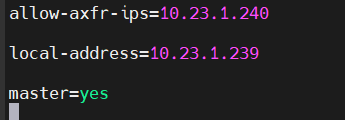 allow-axfr-ips=10.23.1.240
local-address=10.23.1.239
master=yes